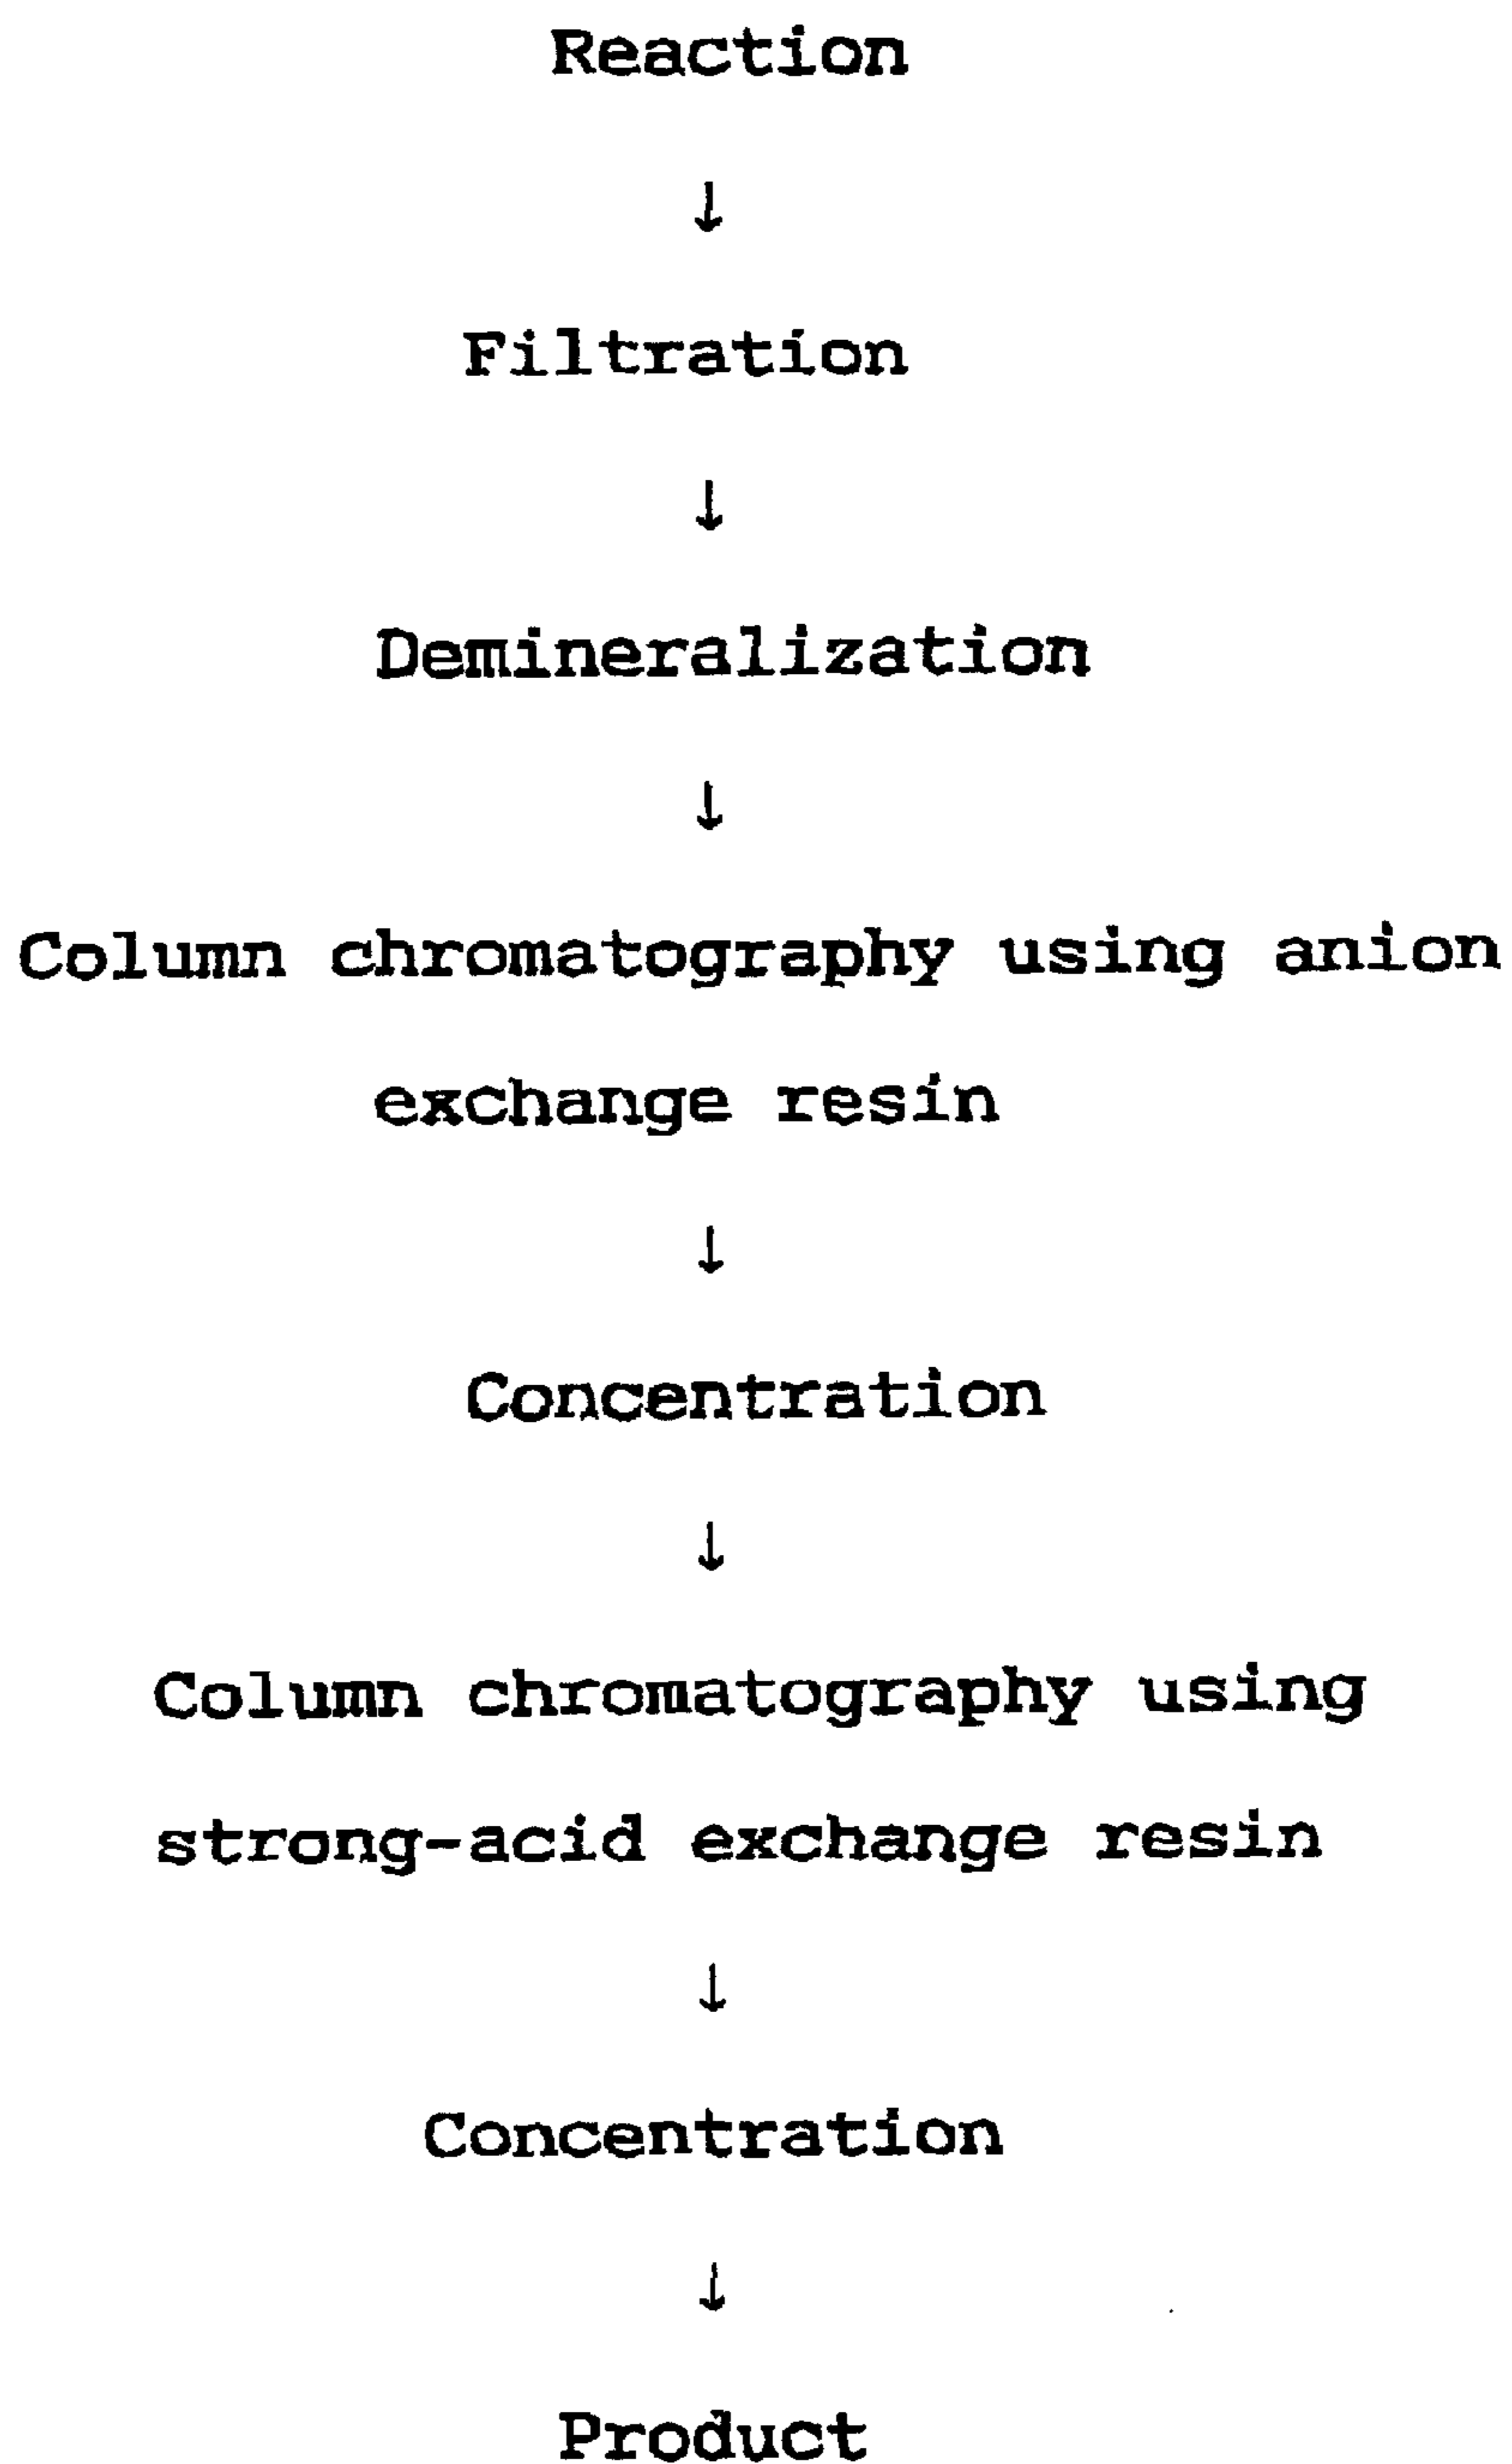 Reaction
↓
Filtration
↓
Demineralization
↓
Column chromatography using anion
exchange resin
↓
Concentration
↓
Column chromatography using
strong-acid exchange resin
↓
Concentration
↓
Product